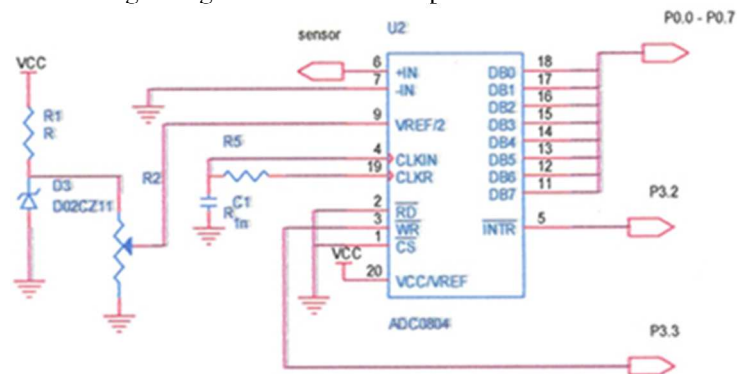 P0.0 - P0.7
U2
sensor
VCC
6 +IN DB0 18
7 -IN DB1 17
DB2 16
9 VREF/2 DB3 15
R1
R
R5
DB4 14
4 CLKIN DB5 13
19 CLKR DB6 12
DB7 11
R2
D3
D02CZ11
C1
1n
P3.2
2 RD
3 WR INTR 5
1 CS
VCC
20 VCC/VREF
ADC0804
P3.3